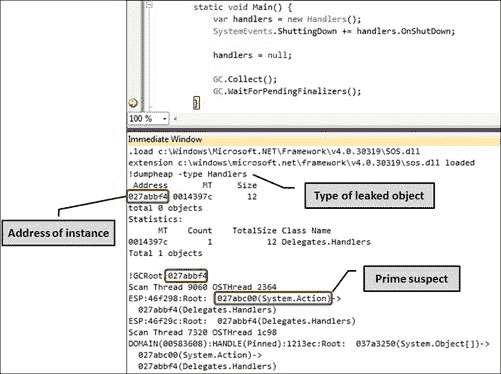 static void Main() {
var handlers = new Handlers();
SystemEvents.ShuttingDown += handlers.OnShutDown;
handlers = null;
GC.Collect();
GC.WaitForPendingFinalizers();
}
100 %
Immediate Window
.load c:\Windows\Microsoft.NET\Framework\v4.0.30319\SOS.dll
extension c:\windows\microsoft.net\framework\v4.0.30319\sos.dll loaded
!dumpheap -type Handlers
Address MT Size
027abbf4 0014397c 12
total 0 objects
Statistics:
MT Count TotalSize Class Name
0014397c 1 12 Delegates.Handlers
Total 1 objects
!GCRoot 027abbf4
Scan Thread 9060 OSTHread 2364
ESP:46f298:Root: 027abc00(System.Action)->
027abbf4(Delegates.Handlers)
ESP:46f29c:Root: 027abbf4(Delegates.Handlers)
Scan Thread 7320 OSTHread 1c98
DOMAIN(00583608):HANDLE(Pinned):1213ec:Root: 037a3250(System.Object[])->
027abc00(System.Action)->
027abbf4(Delegates.Handlers)
Type of leaked object
Address of instance
Prime suspect